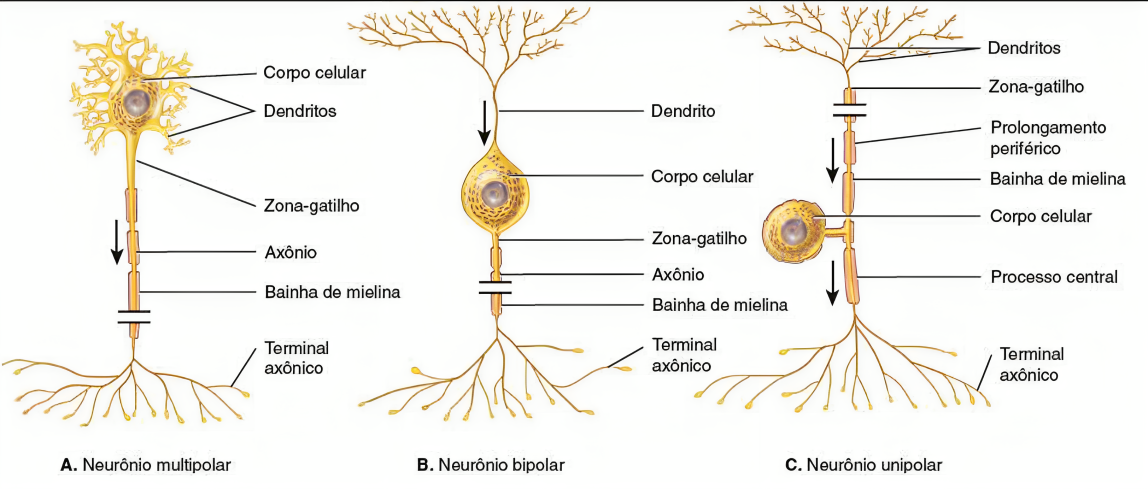 Corpo celular
Dendritos
Zona-gatilho
Axônio
Bainha de mielina
Terminal
axônico
A. Neurônio multipolar
Dendrito
Corpo celular
Zona-gatilho
Axônio
Bainha de mielina
Terminal
axônico
B. Neurônio bipolar
Dendritos
Zona-gatilho
Prolongamento
periférico
Bainha de mielina
Corpo celular
Processo central
Terminal
axônico
C. Neurônio unipolar